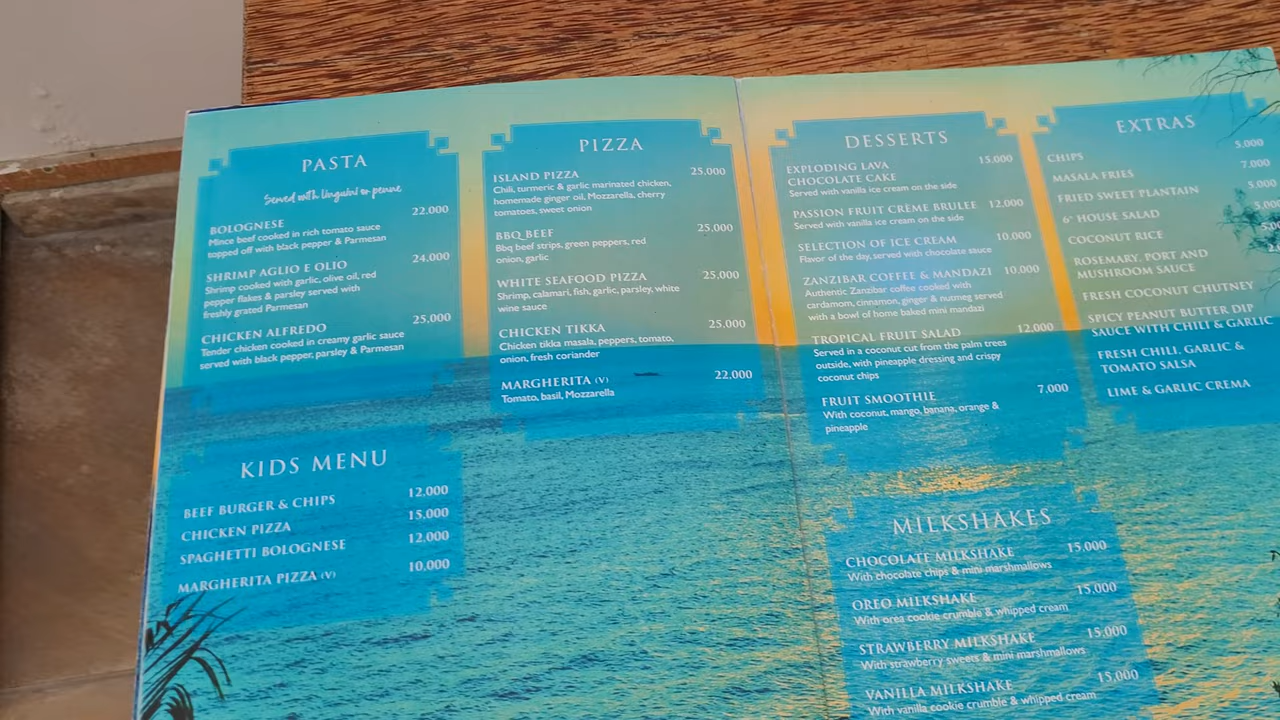 PASTA
Served with linguini or penne
BOLOGNESE 22.000
Mince beef cooked in rich tomato sauce
topped off with black pepper & Parmesan
SHRIMP AGLIO E OLIO 24.000
Shrimp cooked with garlic, olive oil, red
pepper flakes & parsley served with
freshly grated Parmesan
CHICKEN ALFREDO 25,000
Tender chicken cooked in creamy garlic sauce
served with black pepper, parsley & Parmesan
KIDS MENU
BEEF BURGER & CHIPS 12.000
CHICKEN PIZZA 15.000
SPAGHETTI BOLOGNESE 12.000
MARGHERITA PIZZA (V) 10.000
PIZZA
ISLAND PIZZA 25.000
Chili, turmeric & garlic marinated chicken,
homemade ginger oil, Mozzarella, cherry
tomatoes, sweet onion
BBQ BEEF 25,000
Bbq beef strips, green peppers, red
onion, garlic
WHITE SEAFOOD PIZZA 25.000
Shrimp, calamari, fish, garlic, parsley, white
wine sauce
CHICKEN TIKKA 25.000
Chicken tikka masala, peppers, tomato,
onion, fresh coriander
MARGHERITA (V) 22.000
Tomato, basil, Mozzarella
DESSERTS
EXPLODING LAVA 15.000
CHOCOLATE CAKE
Served with vanilla ice cream on the side
PASSION FRUIT CRÈME BRULEE 12,000
Served with vanilla ice cream on the side
SELECTION OF ICE CREAM 10,000
Flavor of the day, served with chocolate sauce
ZANZIBAR COFFEE & MANDAZI 10,000
Authentic Zanzibar coffee cooked with
cardamom, cinnamon, ginger & nutmeg served
with a bowl of home baked mini mandazi
TROPICAL FRUIT SALAD 12,000
Served in a coconut cut from the palm trees
outside, with pineapple dressing and crispy
coconut chips
FRUIT SMOOTHIE 7.000
With coconut, mango, banana, orange &
pineapple
MILKSHAKES
CHOCOLATE MILKSHAKE 15,000
With chocolate chips & mini marshmallows
OREO MILKSHAKE 15,000
With orea cookie crumble & whipped cream
STRAWBERRY MILKSHAKE 15,000
With strawberry sweets & mini marshmallows
VANILLA MILKSHAKE 15,000
With vanilla cookie crumble & whipped cream
EXTRAS
CHIPS 5,000
MASALA FRIES 7.000
FRIED SWEET PLANTAIN 5.000
6" HOUSE SALAD
COCONUT RICE
ROSEMARY, PORT AND
MUSHROOM SAUCE
FRESH COCONUT CHUTNEY
SPICY PEANUT BUTTER DIP
SAUCE WITH CHILI & GARLIC
FRESH CHILI, GARLIC &
TOMATO SALSA
LIME & GARLIC CREMA